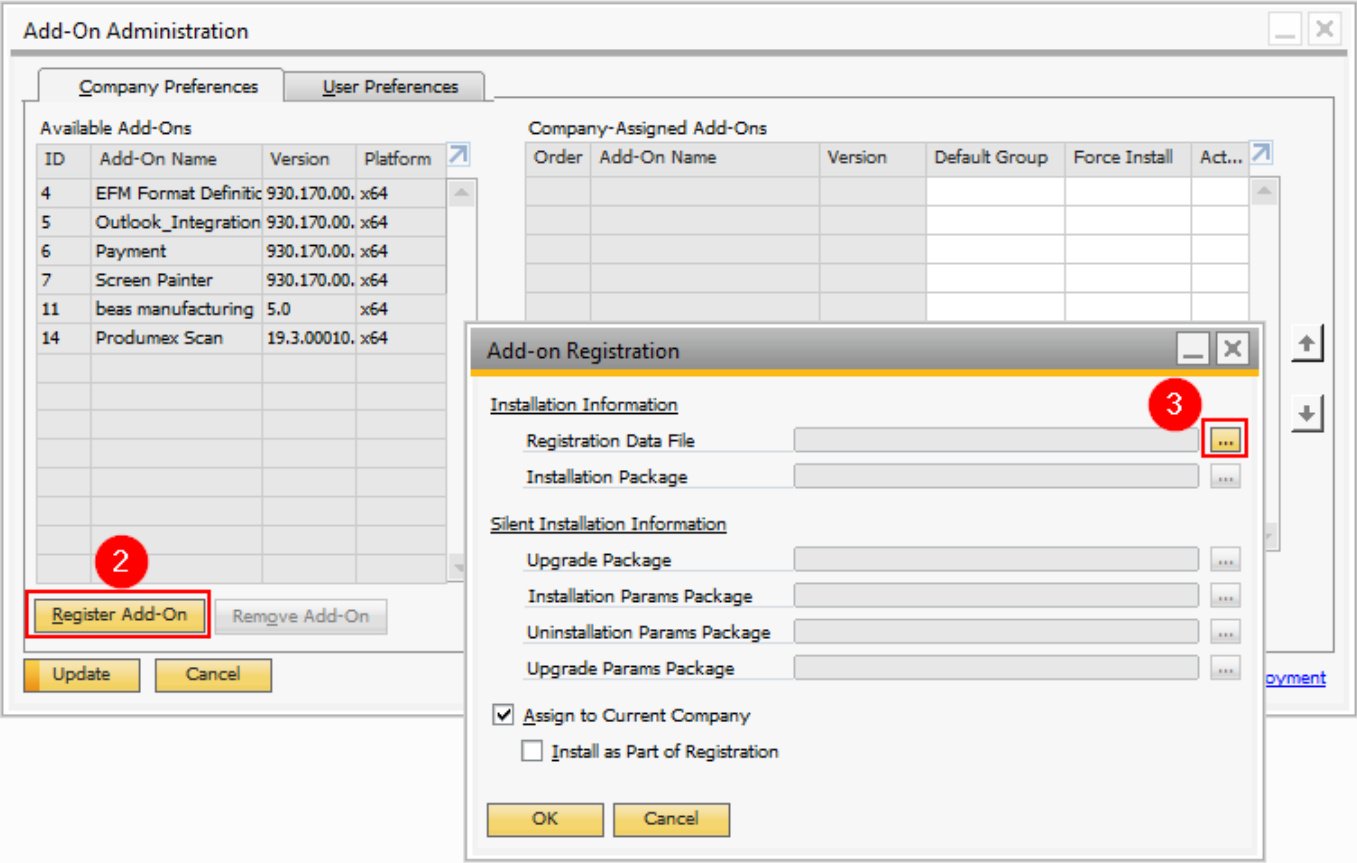 Add-On Administration
Company Preferences
User Preferences
Available Add-Ons
ID Add-On Name Version Platform
4 EFM Format Definitic 930.170.00. x64
5 Outlook_Integration 930.170.00. x64
6 Payment 930.170.00. x64
7 Screen Painter 930.170.00. x64
11 beas manufacturing 5.0 x64
14 Produmex Scan 19.3.00010. x64
Company-Assigned Add-Ons
Order Add-On Name Version Default Group Force Install Act...
2
Register Add-On
Remove Add-On
Update
Cancel
oyment
Add-on Registration
Installation Information
3
Registration Data File ...
Installation Package ...
Silent Installation Information
Upgrade Package ...
Installation Params Package ...
Uninstallation Params Package ...
Upgrade Params Package ...
Assign to Current Company
Install as Part of Registration
OK
Cancel